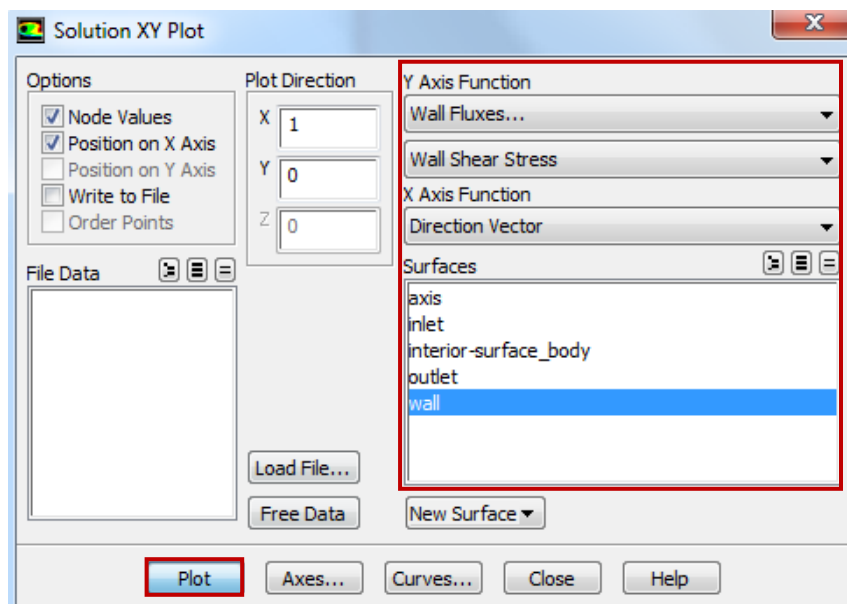 Solution XY Plot
X
Options
Node Values
Position on X Axis
Position on Y Axis
Write to File
Order Points
Plot Direction
X 1
Y 0
Z 0
Y Axis Function
Wall Fluxes...
Wall Shear Stress
X Axis Function
Direction Vector
File Data
Surfaces
axis
inlet
interior-surface_body
outlet
wall
Load File...
Free Data
New Surface
Plot
Axes...
Curves...
Close
Help